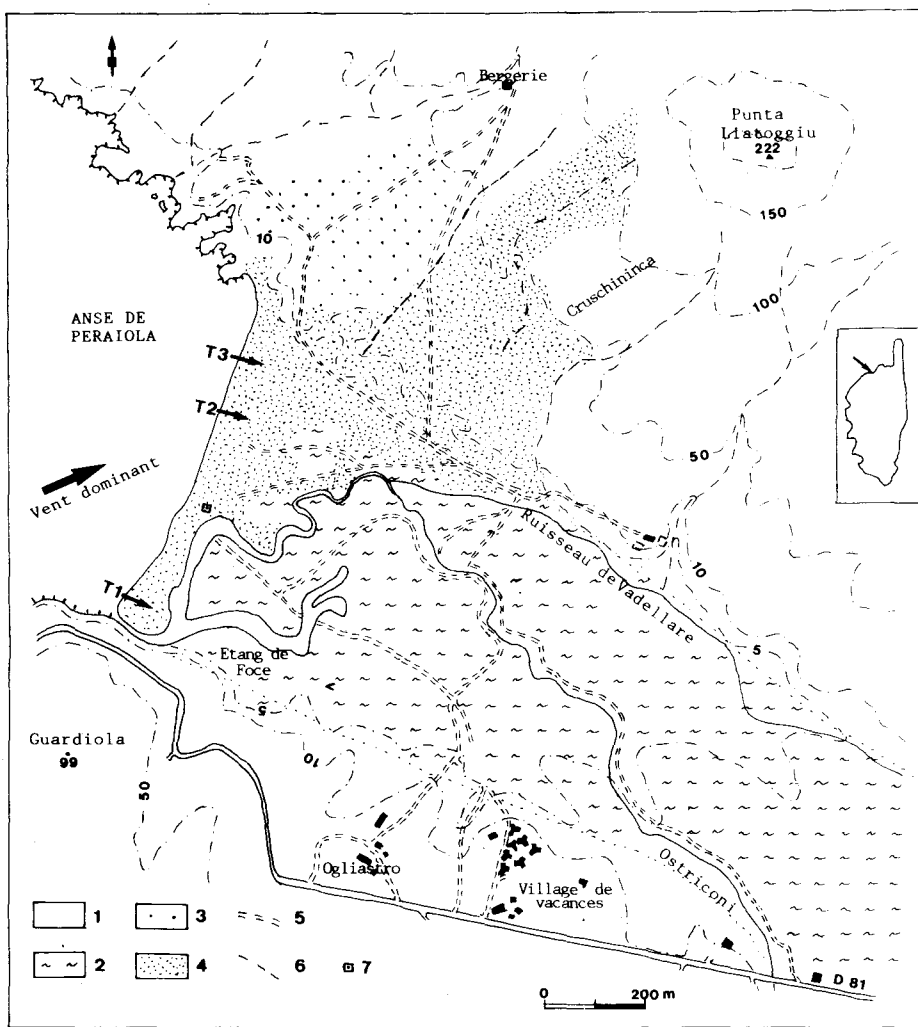 Bergerie
Punta
Liatoggiu
222
150
10
Cruschininca
100
ANSE DE
PERAIOLA
T3
T2
50
Vent dominant
Ruisseau de Vadellare
10
T1
5
Etang de
Foce
5
Guardiola
99
10
50
Ogliastro
Village de
vacances
Ostriconi
1
3
5
2
4
6
7
0
200 m
D 81